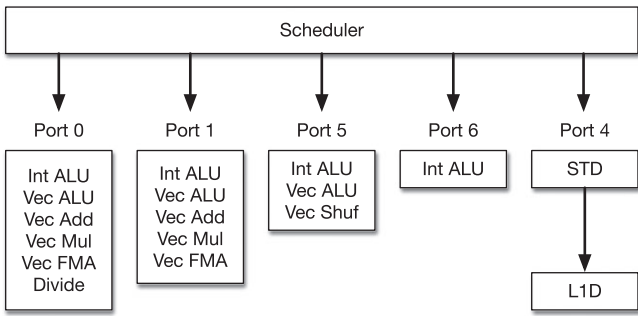 Scheduler
Port 0
Port 1
Port 5
Port 6
Port 4
Int ALU
Vec ALU
Vec Add
Vec Mul
Vec FMA
Divide
Int ALU
Vec ALU
Vec Add
Vec Mul
Vec FMA
Int ALU
Vec ALU
Vec Shuf
Int ALU
STD
L1D